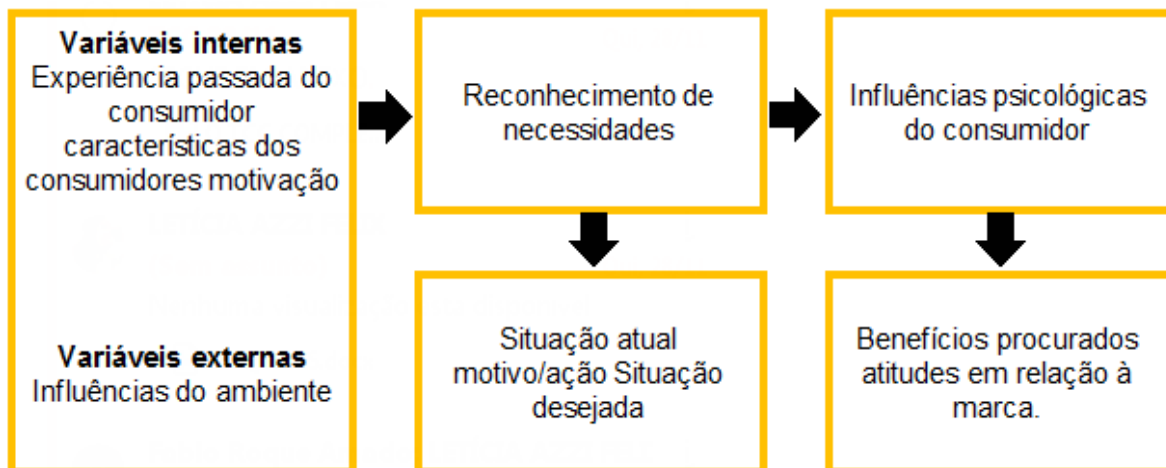 Variáveis internas
Experiência passada do
consumidor
características dos
consumidores motivação
Variáveis externas
Influências do ambiente
Reconhecimento de
necessidades
Situação atual
motivo/ação Situação
desejada
Influências psicológicas
do consumidor
Benefícios procurados
atitudes em relação à
marca.